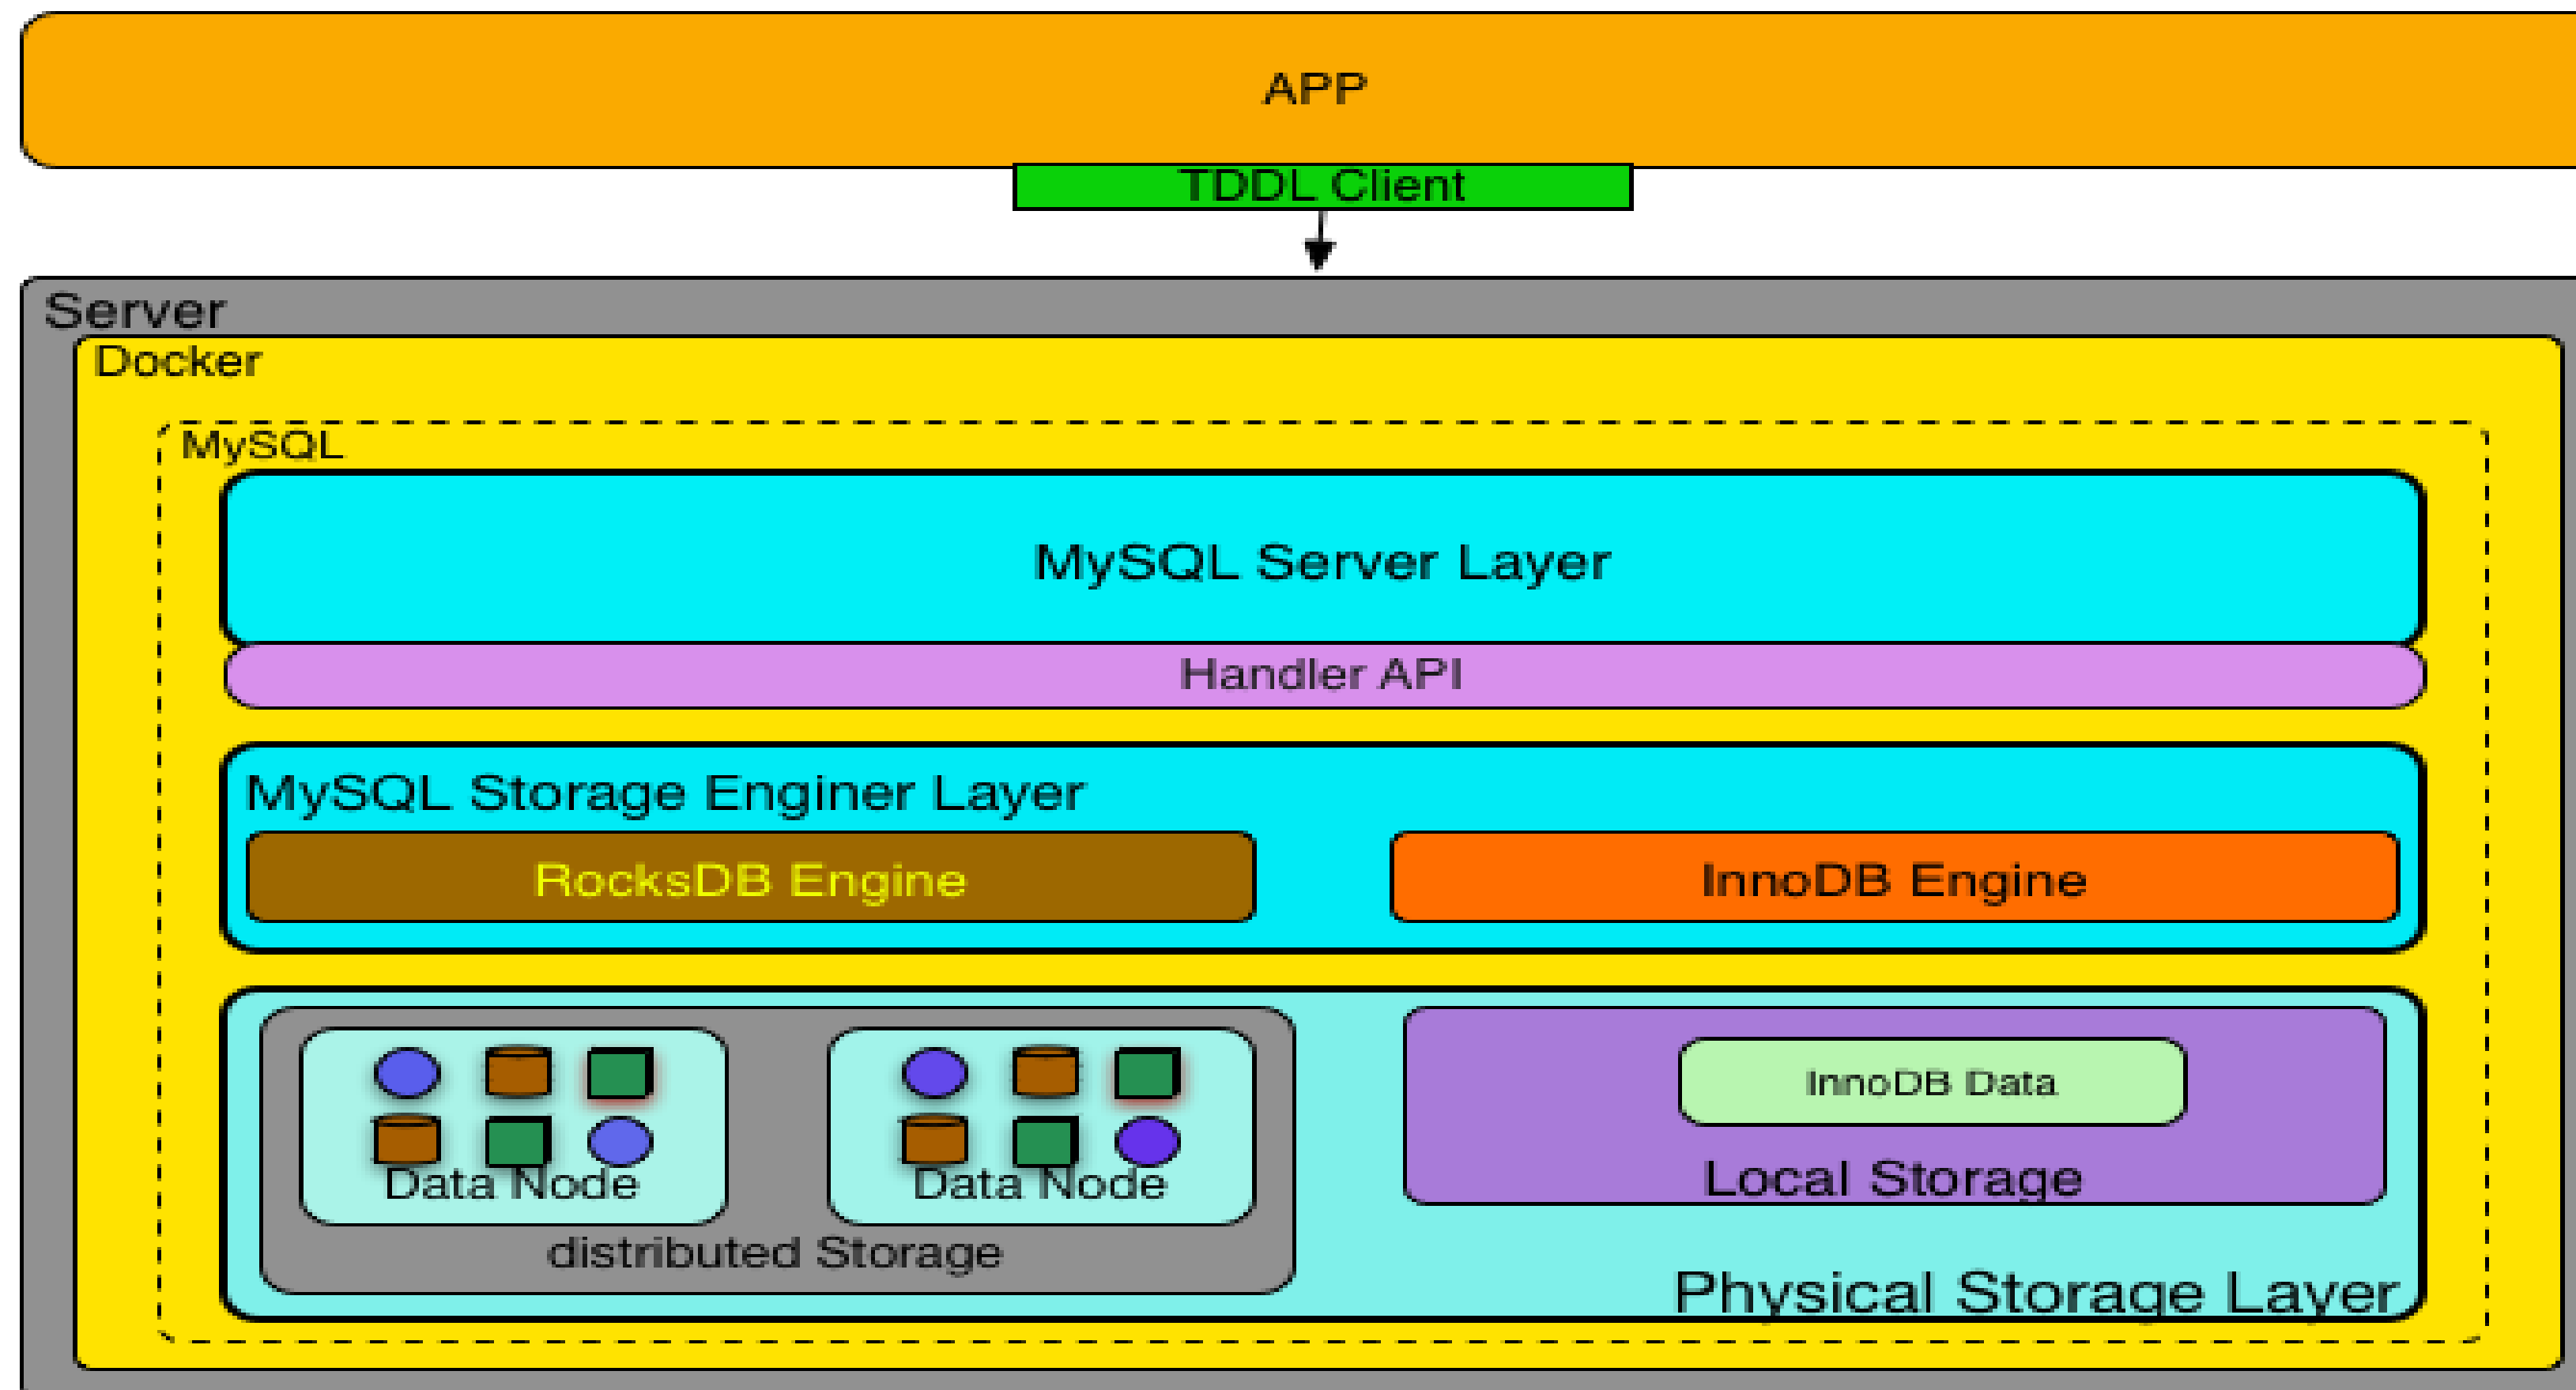 APP
TDDL Client
Server
Docker
MySQL
MySQL Server Layer
Handler API
MySQL Storage Enginer Layer
RocksDB Engine
InnoDB Engine
Data Node
Data Node
distributed Storage
InnoDB Data
Local Storage
Physical Storage Layer